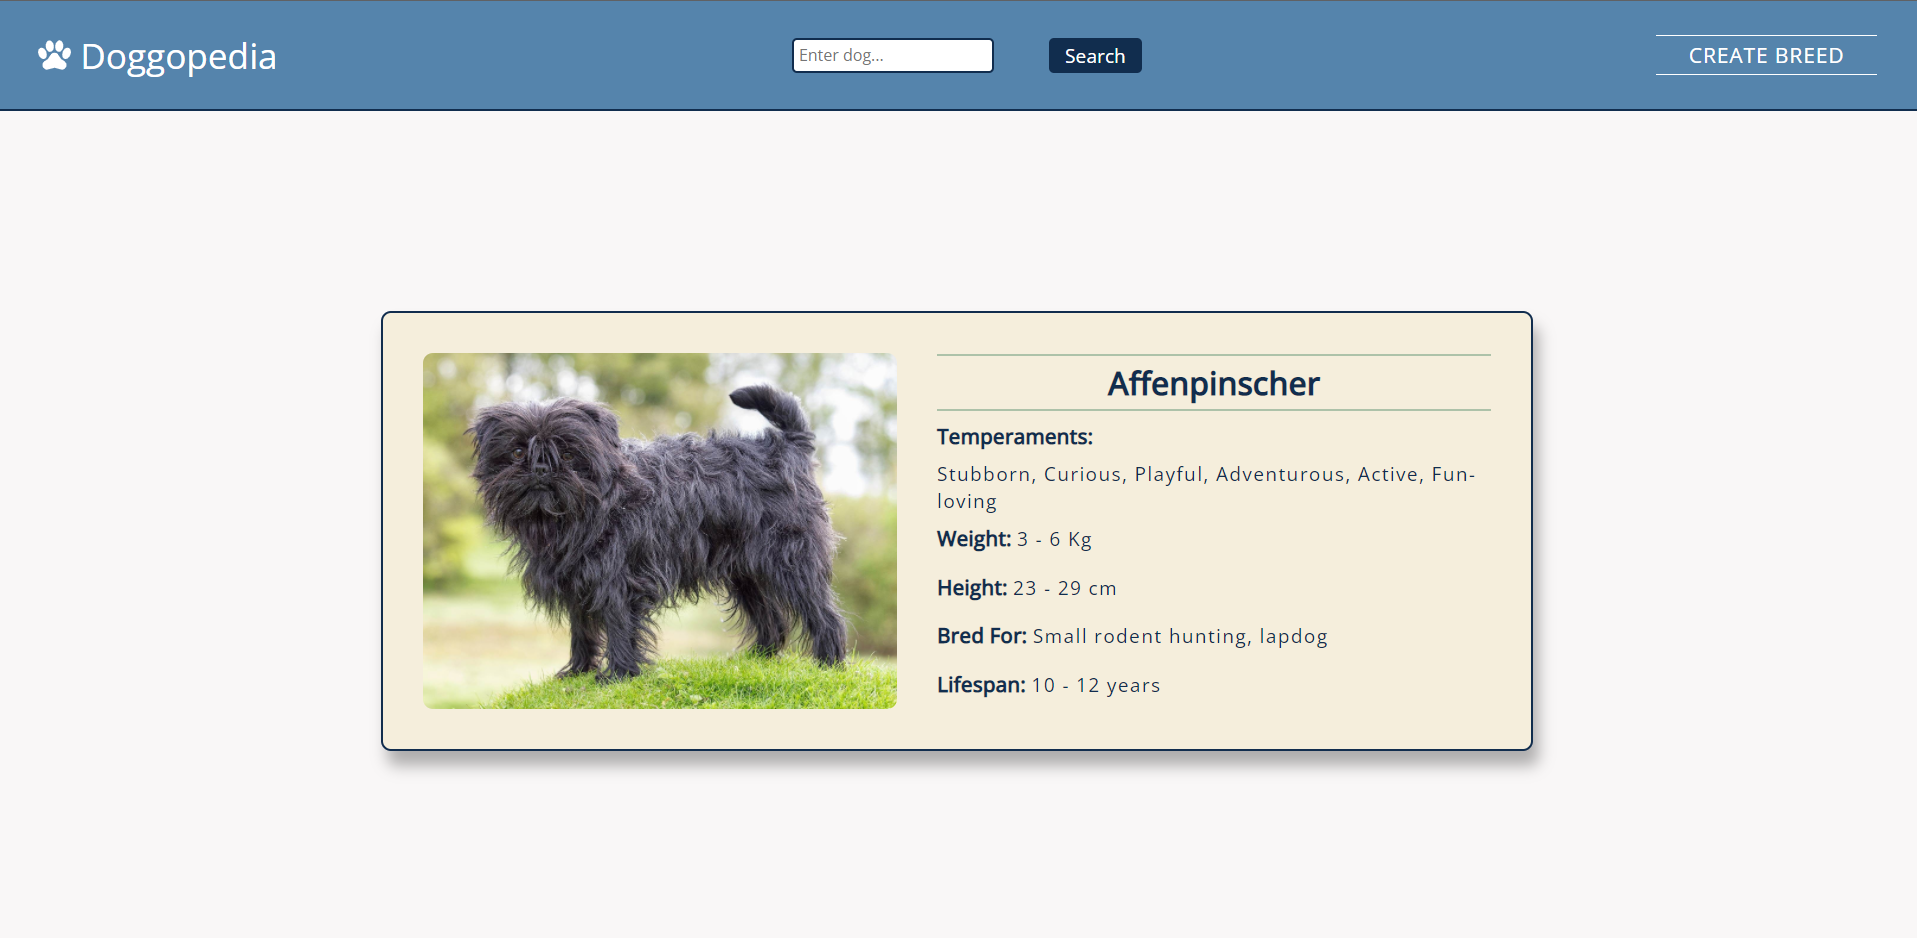 Doggopedia
Enter dog...
Search
CREATE BREED
Affenpinscher
Temperaments:
Stubborn, Curious, Playful, Adventurous, Active, Fun-
loving
Weight: 3 - 6 Kg
Height: 23 - 29 cm
Bred For: Small rodent hunting, lapdog
Lifespan: 10 - 12 years